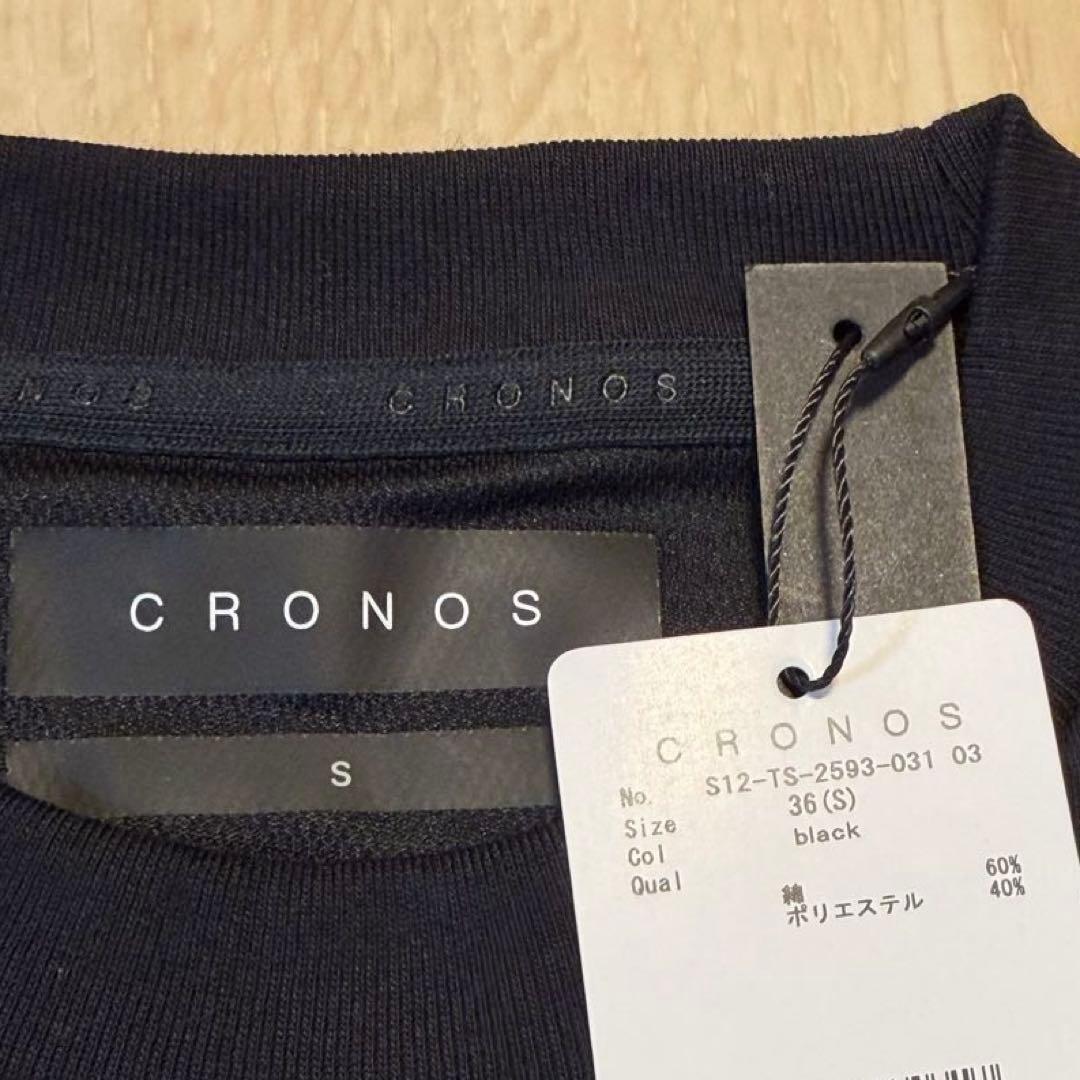 NOS CRONOS
CRONOS
S
CRONOS
No. S12-TS-2593-031 03
Size 36(S)
Col black
Qual
綿 60%
ポリエステル 40%